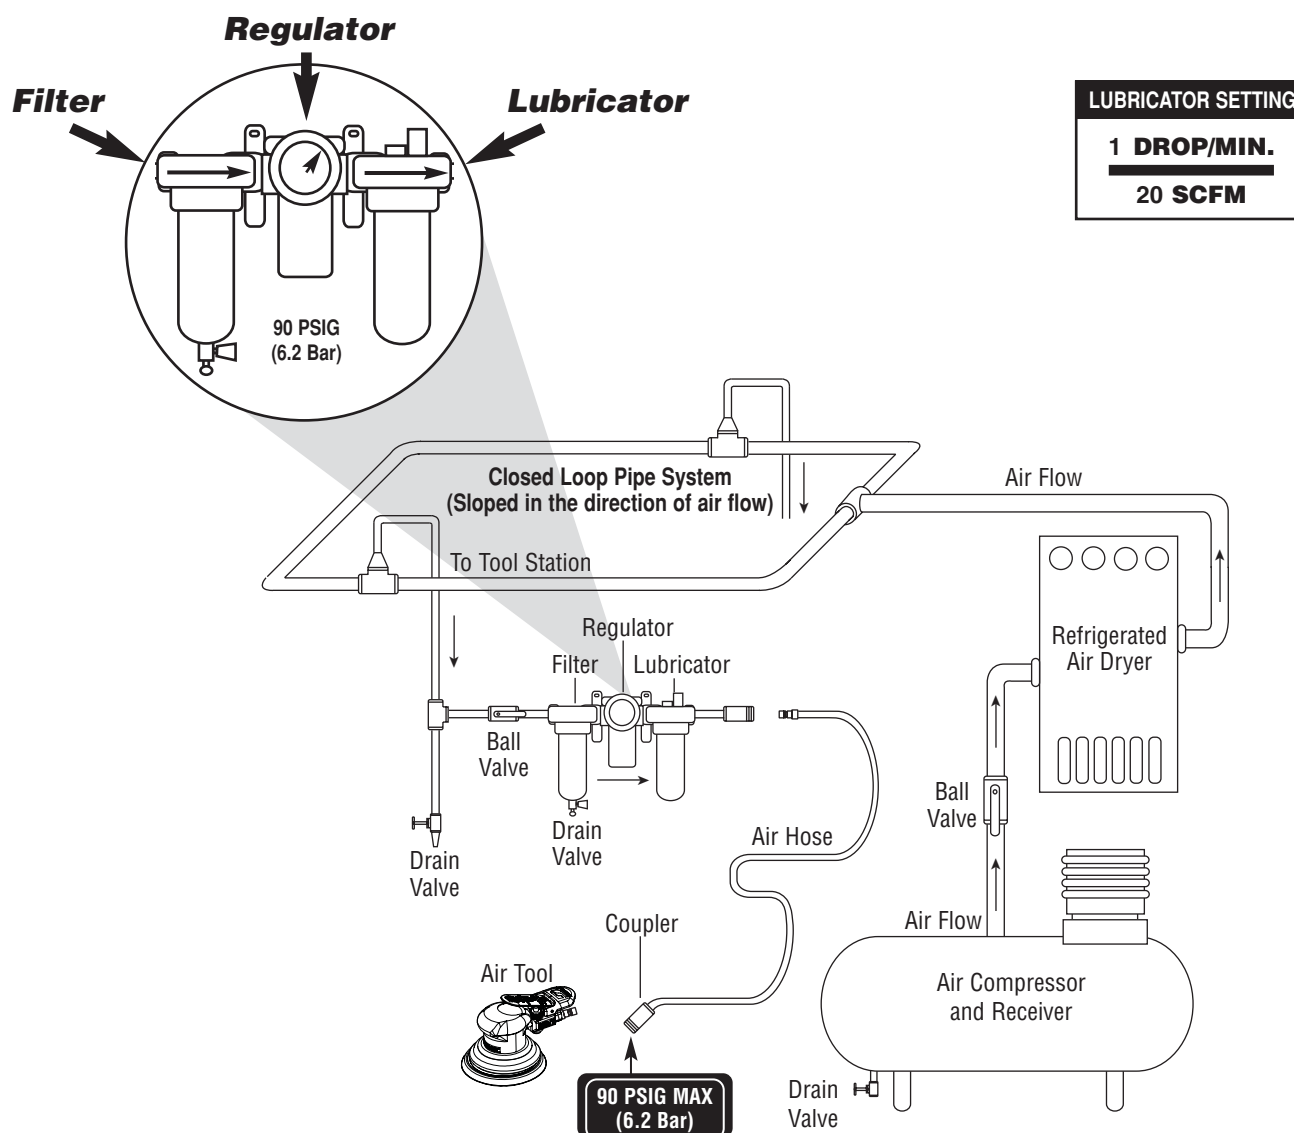 Regulator
Filter
Lubricator
LUBRICATOR SETTING
1 DROP/MIN.
20 SCFM
90 PSIG
(6.2 Bar)
Closed Loop Pipe System
(Sloped in the direction of air flow)
Air Flow
To Tool Station
Regulator
Filter
Lubricator
Refrigerated
Air Dryer
Ball
Valve
Ball
Valve
Drain
Valve
Drain
Valve
Air Hose
Coupler
Air Flow
Air Tool
Air Compressor
and Receiver
90 PSIG MAX
(6.2 Bar)
Drain
Valve